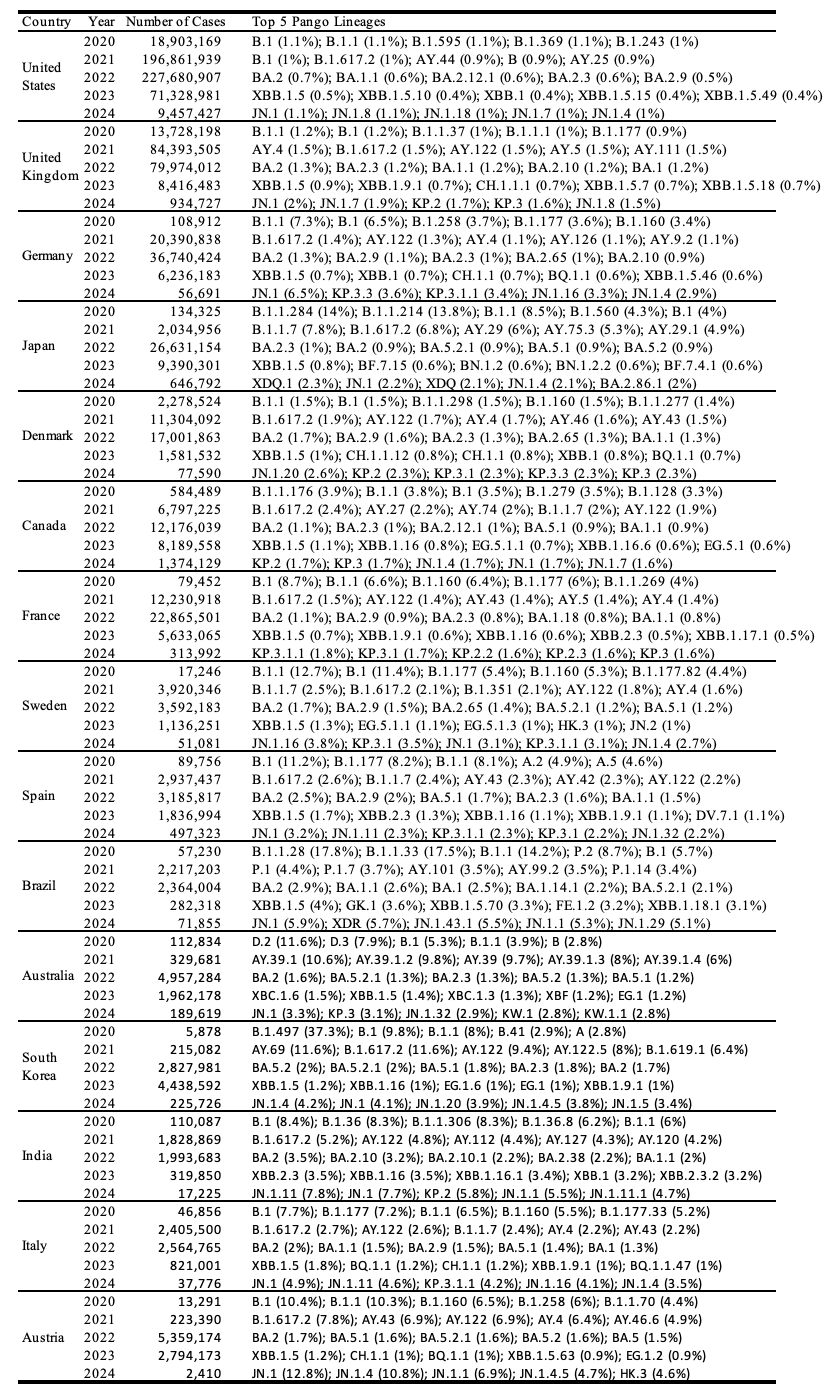 Country Year Number of Cases Top 5 Pango Lineages
United States
2020 18,903,169 B.1 (1.1%); B.1.1 (1.1%); B.1.595 (1.1%); B.1.369 (1.1%); B.1.243 (1%)
2021 196,861,939 B.1 (1%); B.1.617.2 (1%); AY.44 (0.9%); B (0.9%); AY.25 (0.9%)
2022 227,680,907 BA.2 (0.7%); BA.1.1 (0.6%); BA.2.12.1 (0.6%); BA.2.3 (0.6%); BA.2.9 (0.5%)
2023 71,328,981 XBB.1.5 (0.5%); XBB.1.5.10 (0.4%); XBB.1 (0.4%); XBB.1.5.15 (0.4%); XBB.1.5.49 (0.4%)
2024 9,457,427 JN.1 (1.1%); JN.1.8 (1.1%); JN.1.18 (1%); JN.1.7 (1%); JN.1.4 (1%)
United Kingdom
2020 13,728,198 B.1.1 (1.2%); B.1 (1.2%); B.1.1.37 (1%); B.1.1.1 (1%); B.1.177 (0.9%)
2021 84,393,505 AY.4 (1.5%); B.1.617.2 (1.5%); AY.122 (1.5%); AY.5 (1.5%); AY.111 (1.5%)
2022 79,974,012 BA.2 (1.3%); BA.2.3 (1.2%); BA.1.1 (1.2%); BA.2.10 (1.2%); BA.1 (1.2%)
2023 8,416,483 XBB.1.5 (0.9%); XBB.1.9.1 (0.7%); CH.1.1.1 (0.7%); XBB.1.5.7 (0.7%); XBB.1.5.18 (0.7%)
2024 934,727 JN.1 (2%); JN.1.7 (1.9%); KP.2 (1.7%); KP.3 (1.6%); JN.1.8 (1.5%)
Germany
2020 108,912 B.1.1 (7.3%); B.1 (6.5%); B.1.258 (3.7%); B.1.177 (3.6%); B.1.160 (3.4%)
2021 20,390,838 B.1.617.2 (1.4%); AY.122 (1.3%); AY.4 (1.1%); AY.126 (1.1%); AY.9.2 (1.1%)
2022 36,740,424 BA.2 (1.3%); BA.2.9 (1.1%); BA.2.3 (1%); BA.2.65 (1%); BA.2.10 (0.9%)
2023 6,236,183 XBB.1.5 (0.7%); XBB.1 (0.7%); CH.1.1 (0.7%); BQ.1.1 (0.6%); XBB.1.5.46 (0.6%)
2024 56,691 JN.1 (6.5%); KP.3.3 (3.6%); KP.3.1.1 (3.4%); JN.1.16 (3.3%); JN.1.4 (2.9%)
Japan
2020 134,325 B.1.1.284 (14%); B.1.1.214 (13.8%); B.1.1 (8.5%); B.1.560 (4.3%); B.1 (4%)
2021 2,034,956 B.1.1.7 (7.8%); B.1.617.2 (6.8%); AY.29 (6%); AY.75.3 (5.3%); AY.29.1 (4.9%)
2022 26,631,154 BA.2.3 (1%); BA.2 (0.9%); BA.5.2.1 (0.9%); BA.5.1 (0.9%); BA.5.2 (0.9%)
2023 9,390,301 XBB.1.5 (0.8%); BF.7.15 (0.6%); BN.1.2 (0.6%); BN.1.2.2 (0.6%); BF.7.4.1 (0.6%)
2024 646,792 XDQ.1 (2.3%); JN.1 (2.2%); XDQ (2.1%); JN.1.4 (2.1%); BA.2.86.1 (2%)
Denmark
2020 2,278,524 B.1.1 (1.5%); B.1 (1.5%); B.1.1.298 (1.5%); B.1.160 (1.5%); B.1.1.277 (1.4%)
2021 11,304,092 B.1.617.2 (1.9%); AY.122 (1.7%); AY.4 (1.7%); AY.46 (1.6%); AY.43 (1.5%)
2022 17,001,863 BA.2 (1.7%); BA.2.9 (1.6%); BA.2.3 (1.3%); BA.2.65 (1.3%); BA.1.1 (1.3%)
2023 1,581,532 XBB.1.5 (1%); CH.1.1.12 (0.8%); CH.1.1 (0.8%); XBB.1 (0.8%); BQ.1.1 (0.7%)
2024 77,590 JN.1.20 (2.6%); KP.2 (2.3%); KP.3.1 (2.3%); KP.3.3 (2.3%); KP.3 (2.3%)
Canada
2020 584,489 B.1.1.176 (3.9%); B.1.1 (3.8%); B.1 (3.5%); B.1.279 (3.5%); B.1.128 (3.3%)
2021 6,797,225 B.1.617.2 (2.4%); AY.27 (2.2%); AY.74 (2%); B.1.1.7 (2%); AY.122 (1.9%)
2022 12,176,039 BA.2 (1.1%); BA.2.3 (1%); BA.2.12.1 (1%); BA.5.1 (0.9%); BA.1.1 (0.9%)
2023 8,189,558 XBB.1.5 (1.1%); XBB.1.16 (0.8%); EG.5.1.1 (0.7%); XBB.1.16.6 (0.6%); EG.5.1 (0.6%)
2024 1,374,129 KP.2 (1.7%); KP.3 (1.7%); JN.1.4 (1.7%); JN.1 (1.7%); JN.1.7 (1.6%)
France
2020 79,452 B.1 (8.7%); B.1.1 (6.6%); B.1.160 (6.4%); B.1.177 (6%); B.1.1.269 (4%)
2021 12,230,918 B.1.617.2 (1.5%); AY.122 (1.4%); AY.43 (1.4%); AY.5 (1.4%); AY.4 (1.4%)
2022 22,865,501 BA.2 (1.1%); BA.2.9 (0.9%); BA.2.3 (0.8%); BA.1.18 (0.8%); BA.1.1 (0.8%)
2023 5,633,065 XBB.1.5 (0.7%); XBB.1.9.1 (0.6%); XBB.1.16 (0.6%); XBB.2.3 (0.5%); XBB.1.17.1 (0.5%)
2024 313,992 KP.3.1.1 (1.8%); KP.3.1 (1.7%); KP.2.2 (1.6%); KP.2.3 (1.6%); KP.3 (1.6%)
Sweden
2020 17,246 B.1.1 (12.7%); B.1 (11.4%); B.1.177 (5.4%); B.1.160 (5.3%); B.1.177.82 (4.4%)
2021 3,920,346 B.1.1.7 (2.5%); B.1.617.2 (2.1%); B.1.351 (2.1%); AY.122 (1.8%); AY.4 (1.6%)
2022 3,592,183 BA.2 (1.7%); BA.2.9 (1.5%); BA.2.65 (1.4%); BA.5.2.1 (1.2%); BA.5.1 (1.2%)
2023 1,136,251 XBB.1.5 (1.3%); EG.5.1.1 (1.1%); EG.5.1.3 (1%); HK.3 (1%); JN.2 (1%)
2024 51,081 JN.1.16 (3.8%); KP.3.1 (3.5%); JN.1 (3.1%); KP.3.1.1 (3.1%); JN.1.4 (2.7%)
Spain
2020 89,756 B.1 (11.2%); B.1.177 (8.2%); B.1.1 (8.1%); A.2 (4.9%); A.5 (4.6%)
2021 2,937,437 B.1.617.2 (2.6%); B.1.1.7 (2.4%); AY.43 (2.3%); AY.42 (2.3%); AY.122 (2.2%)
2022 3,185,817 BA.2 (2.5%); BA.2.9 (2%); BA.5.1 (1.7%); BA.2.3 (1.6%); BA.1.1 (1.5%)
2023 1,836,994 XBB.1.5 (1.7%); XBB.2.3 (1.3%); XBB.1.16 (1.1%); XBB.1.9.1 (1.1%); DV.7.1 (1.1%)
2024 497,323 JN.1 (3.2%); JN.1.11 (2.3%); KP.3.1.1 (2.3%); KP.3.1 (2.2%); JN.1.32 (2.2%)
Brazil
2020 57,230 B.1.1.28 (17.8%); B.1.1.33 (17.5%); B.1.1 (14.2%); P.2 (8.7%); B.1 (5.7%)
2021 2,217,203 P.1 (4.4%); P.1.7 (3.7%); AY.101 (3.5%); AY.99.2 (3.5%); P.1.14 (3.4%)
2022 2,364,004 BA.2 (2.9%); BA.1.1 (2.6%); BA.1 (2.5%); BA.1.14.1 (2.2%); BA.5.2.1 (2.1%)
2023 282,318 XBB.1.5 (4%); GK.1 (3.6%); XBB.1.5.70 (3.3%); FE.1.2 (3.2%); XBB.1.18.1 (3.1%)
2024 71,855 JN.1 (5.9%); XDR (5.7%); JN.1.43.1 (5.5%); JN.1.1 (5.3%); JN.1.29 (5.1%)
Australia
2020 112,834 D.2 (11.6%); D.3 (7.9%); B.1 (5.3%); B.1.1 (3.9%); B (2.8%)
2021 329,681 AY.39.1 (10.6%); AY.39.1.2 (9.8%); AY.39 (9.7%); AY.39.1.3 (8%); AY.39.1.4 (6%)
2022 4,957,284 BA.2 (1.6%); BA.5.2.1 (1.3%); BA.2.3 (1.3%); BA.5.2 (1.3%); BA.5.1 (1.2%)
2023 1,962,178 XBC.1.6 (1.5%); XBB.1.5 (1.4%); XBC.1.3 (1.3%); XBF (1.2%); EG.1 (1.2%)
2024 189,619 JN.1 (3.3%); KP.3 (3.1%); JN.1.32 (2.9%); KW.1 (2.8%); KW.1.1 (2.8%)
South Korea
2020 5,878 B.1.497 (37.3%); B.1 (9.8%); B.1.1 (8%); B.41 (2.9%); A (2.8%)
2021 215,082 AY.69 (11.6%); B.1.617.2 (11.6%); AY.122 (9.4%); AY.122.5 (8%); B.1.619.1 (6.4%)
2022 2,827,981 BA.5.2 (2%); BA.5.2.1 (2%); BA.5.1 (1.8%); BA.2.3 (1.8%); BA.2 (1.7%)
2023 4,438,592 XBB.1.5 (1.2%); XBB.1.16 (1%); EG.1.6 (1%); EG.1 (1%); XBB.1.9.1 (1%)
2024 225,726 JN.1.4 (4.2%); JN.1 (4.1%); JN.1.20 (3.9%); JN.1.4.5 (3.8%); JN.1.5 (3.4%)
India
2020 110,087 B.1 (8.4%); B.1.36 (8.3%); B.1.1.306 (8.3%); B.1.36.8 (6.2%); B.1.1 (6%)
2021 1,828,869 B.1.617.2 (5.2%); AY.122 (4.8%); AY.112 (4.4%); AY.127 (4.3%); AY.120 (4.2%)
2022 1,993,683 BA.2 (3.5%); BA.2.10 (3.2%); BA.2.10.1 (2.2%); BA.2.38 (2.2%); BA.1.1 (2%)
2023 319,850 XBB.2.3 (3.5%); XBB.1.16 (3.5%); XBB.1.16.1 (3.4%); XBB.1 (3.2%); XBB.2.3.2 (3.2%)
2024 17,225 JN.1.11 (7.8%); JN.1 (7.7%); KP.2 (5.8%); JN.1.1 (5.5%); JN.1.11.1 (4.7%)
Italy
2020 46,856 B.1 (7.7%); B.1.177 (7.2%); B.1.1 (6.5%); B.1.160 (5.5%); B.1.177.33 (5.2%)
2021 2,405,500 B.1.617.2 (2.7%); AY.122 (2.6%); B.1.1.7 (2.4%); AY.4 (2.2%); AY.43 (2.2%)
2022 2,564,765 BA.2 (2%); BA.1.1 (1.5%); BA.2.9 (1.5%); BA.5.1 (1.4%); BA.1 (1.3%)
2023 821,001 XBB.1.5 (1.8%); BQ.1.1 (1.2%); CH.1.1 (1.2%); XBB.1.9.1 (1%); BQ.1.1.47 (1%)
2024 37,776 JN.1 (4.9%); JN.1.11 (4.6%); KP.3.1.1 (4.2%); JN.1.16 (4.1%); JN.1.4 (3.5%)
Austria
2020 13,291 B.1 (10.4%); B.1.1 (10.3%); B.1.160 (6.5%); B.1.258 (6%); B.1.1.70 (4.4%)
2021 223,390 B.1.617.2 (7.8%); AY.43 (6.9%); AY.122 (6.9%); AY.4 (6.4%); AY.46.6 (4.9%)
2022 5,359,174 BA.2 (1.7%); BA.5.1 (1.6%); BA.5.2.1 (1.6%); BA.5.2 (1.6%); BA.5 (1.5%)
2023 2,794,173 XBB.1.5 (1.2%); CH.1.1 (1%); BQ.1.1 (1%); XBB.1.5.63 (0.9%); EG.1.2 (0.9%)
2024 2,410 JN.1 (12.8%); JN.1.4 (10.8%); JN.1.1 (6.9%); JN.1.4.5 (4.7%); HK.3 (4.6%)